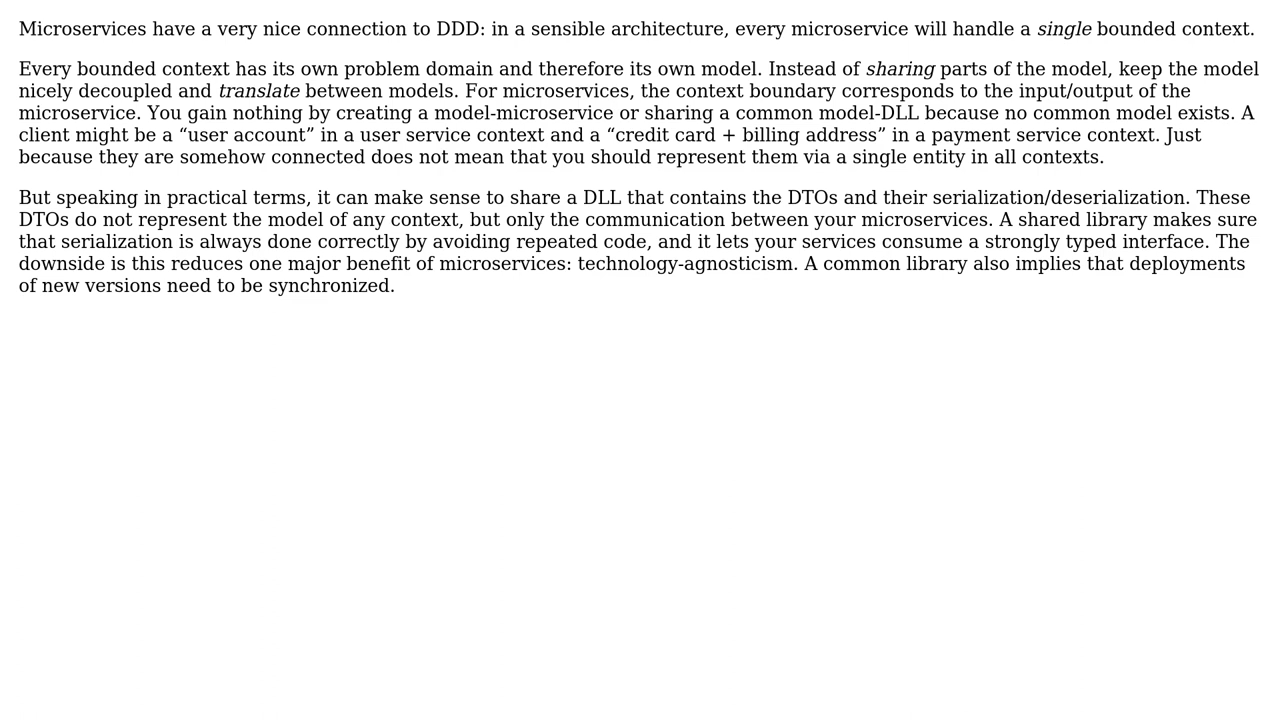 Microservices have a very nice connection to DDD: in a sensible architecture, every microservice will handle a single bounded context.
Every bounded context has its own problem domain and therefore its own model. Instead of sharing parts of the model, keep the model
nicely decoupled and translate between models. For microservices, the context boundary corresponds to the input/output of the
microservice. You gain nothing by creating a model-microservice or sharing a common model-DLL because no common model exists. A
client might be a “user account” in a user service context and a “credit card + billing address” in a payment service context. Just
because they are somehow connected does not mean that you should represent them via a single entity in all contexts.
But speaking in practical terms, it can make sense to share a DLL that contains the DTOs and their serialization/deserialization. These
DTOs do not represent the model of any context, but only the communication between your microservices. A shared library makes sure
that serialization is always done correctly by avoiding repeated code, and it lets your services consume a strongly typed interface. The
downside is this reduces one major benefit of microservices: technology-agnosticism. A common library also implies that deployments
of new versions need to be synchronized.